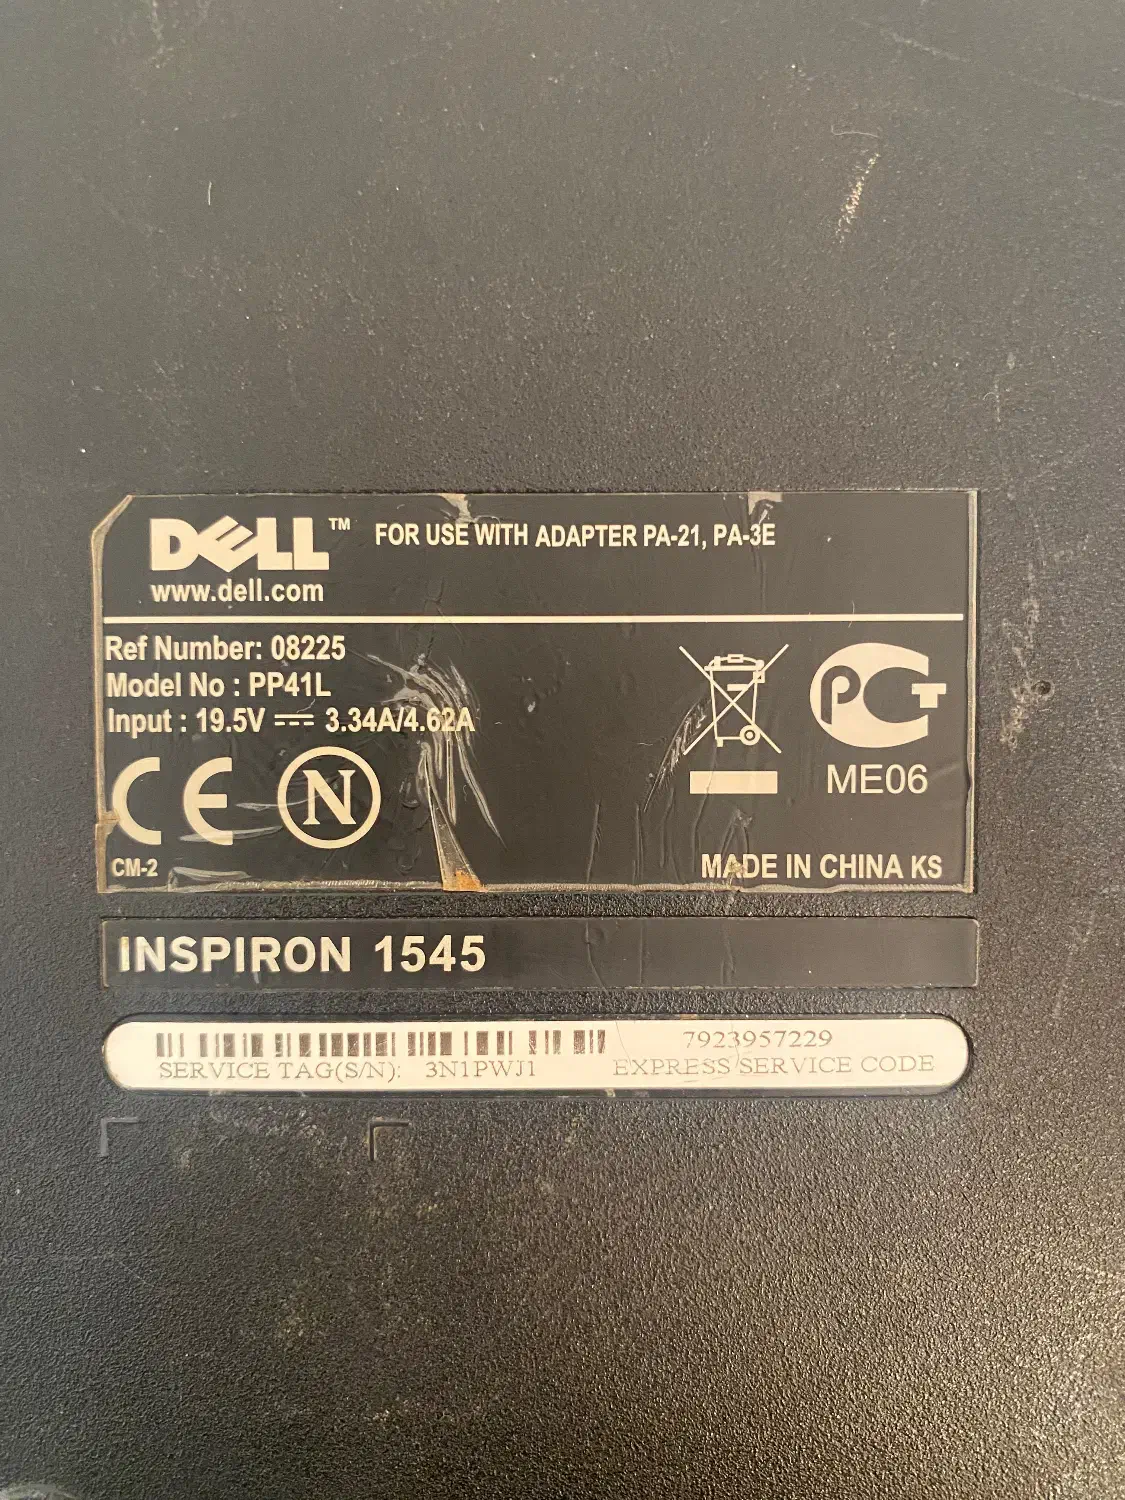 DELL™ FOR USE WITH ADAPTER PA-21, PA-3E
www.dell.com
Ref Number: 08225
Model No : PP41L
Input : 19.5V ⎓ 3.34A/4.62A
CE N
PCT
ME06
CM-2
MADE IN CHINA KS
INSPIRON 1545
7923957229
SERVICE TAG(S/N): 3N1PWJ1 EXPRESS SERVICE CODE